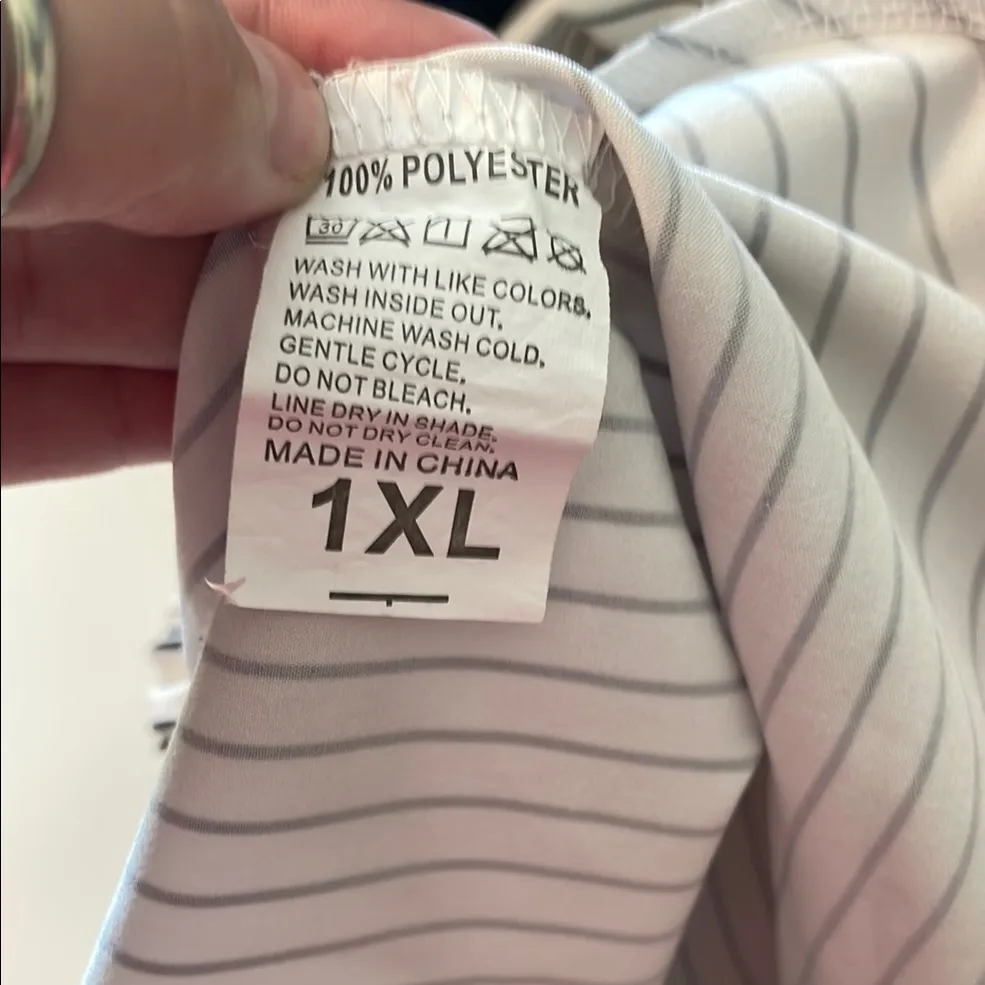 100% POLYESTER
30
WASH WITH LIKE COLORS.
WASH INSIDE OUT.
MACHINE WASH COLD.
GENTLE CYCLE.
DO NOT BLEACH.
LINE DRY IN SHADE.
DO NOT DRY CLEAN.
MADE IN CHINA
1XL